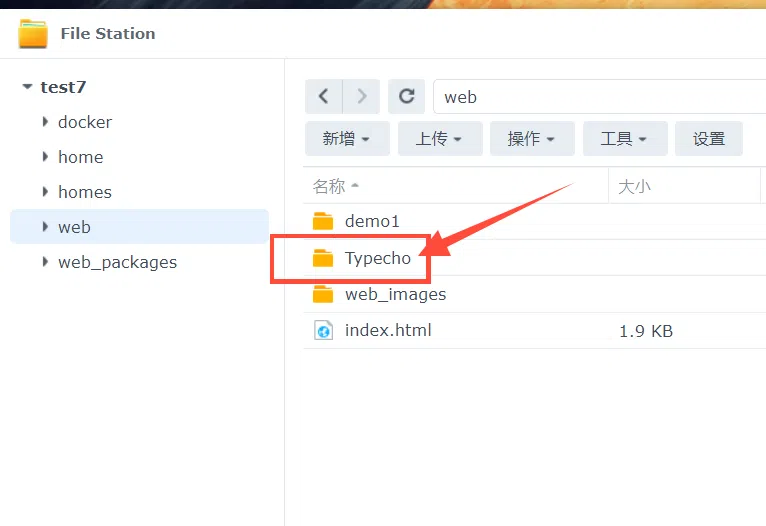 File Station
test7
docker
home
homes
web
web_packages
web
新增 上传 操作 工具 设置
名称 大小
demo1
Typecho
web_images
index.html 1.9 KB